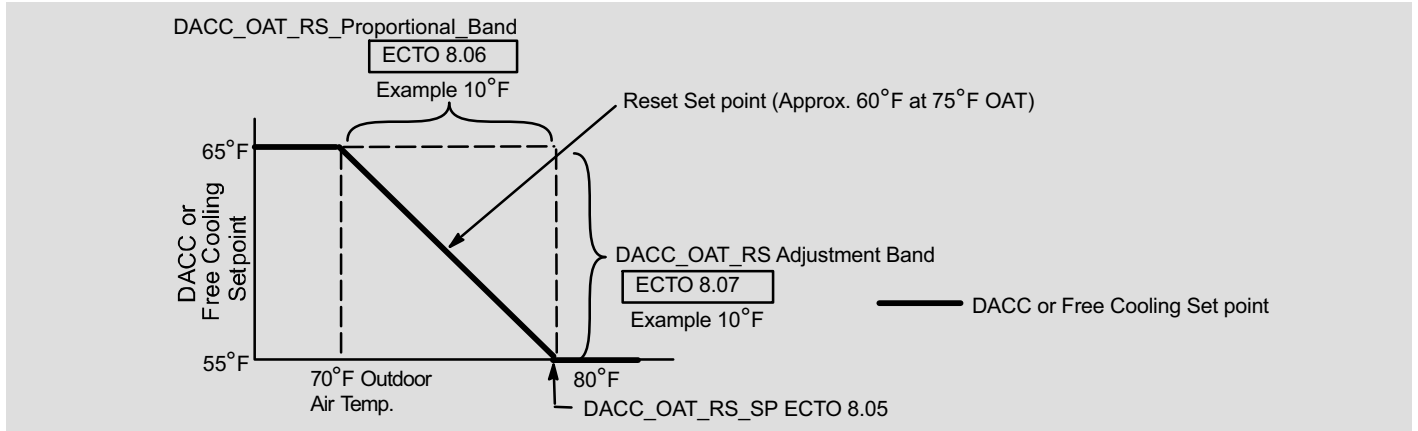 DACC_OAT_RS_Proportional_Band
ECTO 8.06
Example 10°F
Reset Set point (Approx. 60°F at 75°F OAT)
65°F
DACC or
Free Cooling
Setpoint
DACC_OAT_RS Adjustment Band
ECTO 8.07
Example 10°F
DACC or Free Cooling Set point
55°F
70°F Outdoor
Air Temp.
80°F
DACC_OAT_RS_SP ECTO 8.05